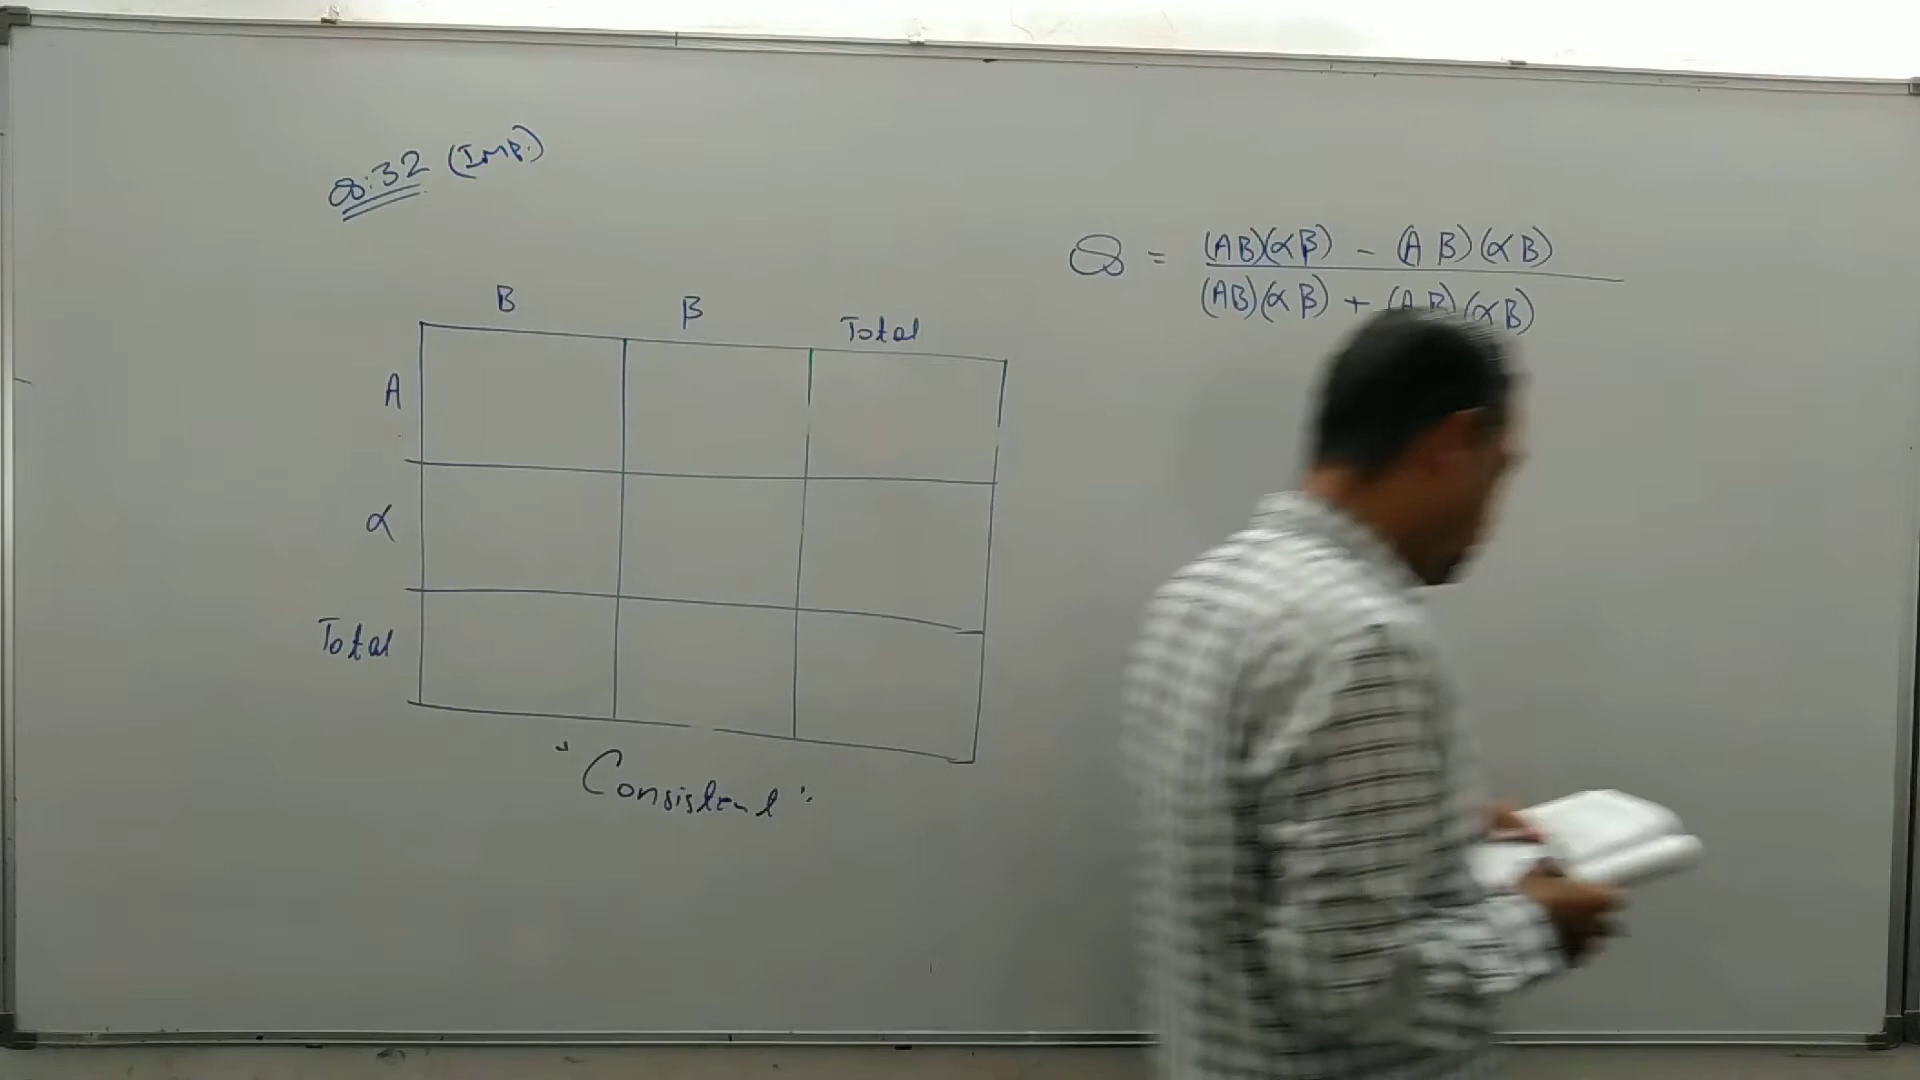 Q:32 (IMP.)
Q = (AB)(αβ) - (Aβ)(αB)
(AB)(αβ) + (Aβ)(αB)
B β Total
A
α
Total
"Consistent"